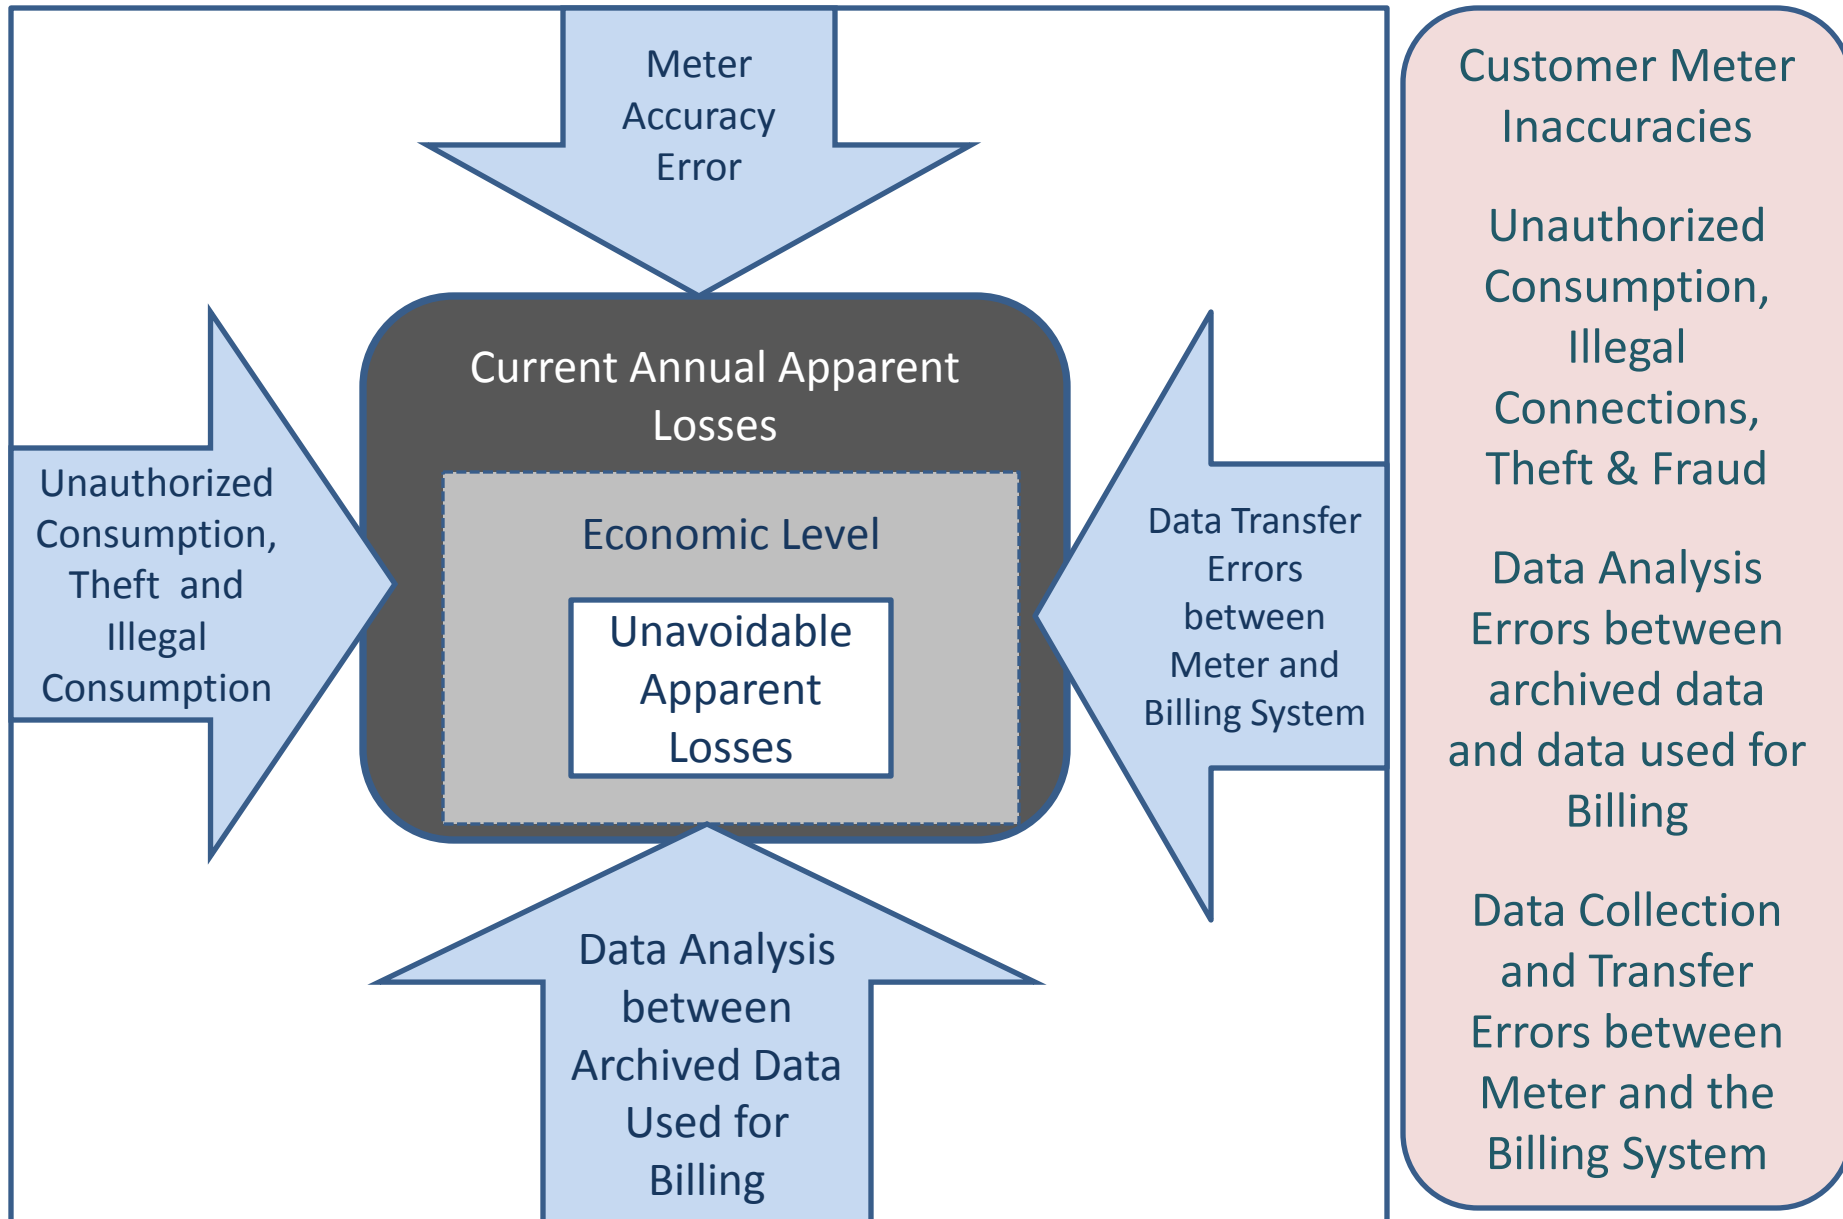 Meter
Accuracy
Error
Current Annual Apparent
Losses
Economic Level
Unavoidable
Apparent
Losses
Unauthorized
Consumption,
Theft and
Illegal
Consumption
Data Transfer
Errors
between
Meter and
Billing System
Data Analysis
between
Archived Data
Used for
Billing
Customer Meter
Inaccuracies
Unauthorized
Consumption,
Illegal
Connections,
Theft & Fraud
Data Analysis
Errors between
archived data
and data used for
Billing
Data Collection
and Transfer
Errors between
Meter and the
Billing System